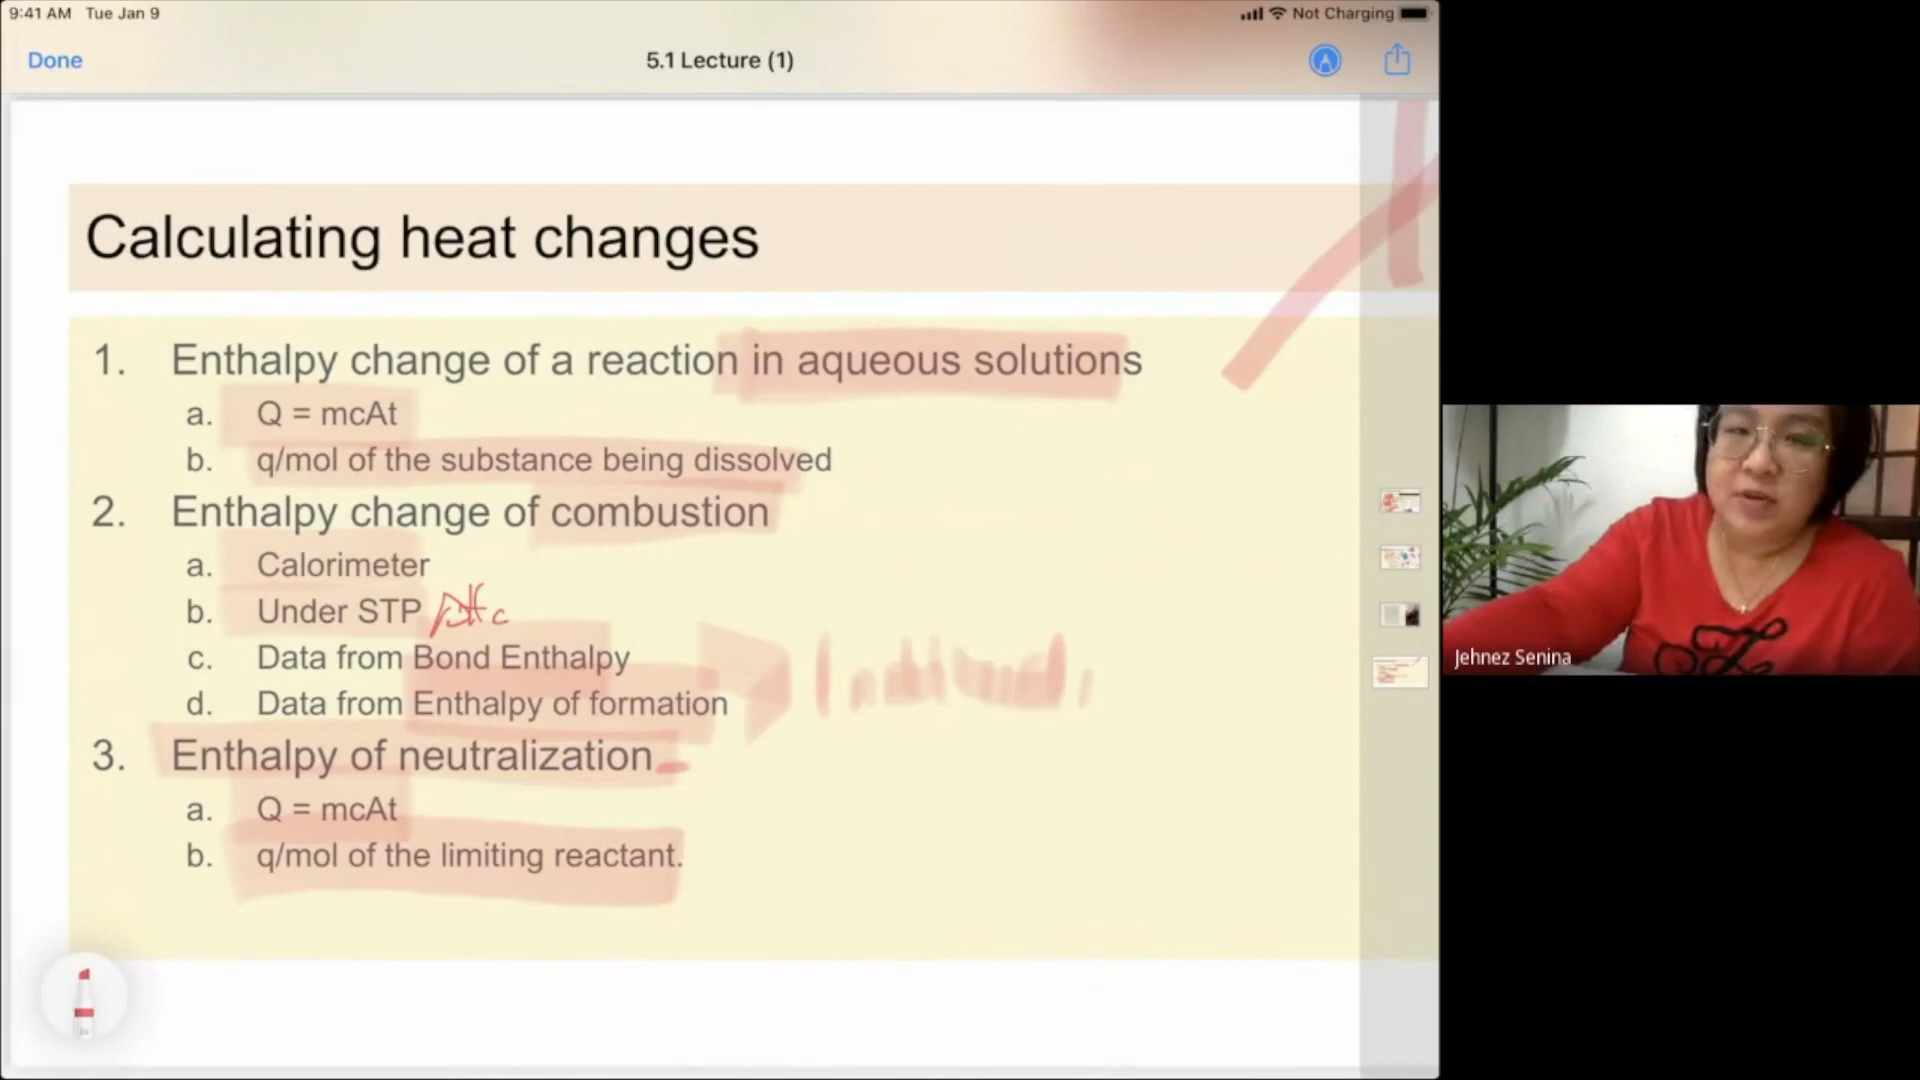 9:41 AM Tue Jan 9
Not Charging
Done
5.1 Lecture (1)
Calculating heat changes
1. Enthalpy change of a reaction in aqueous solutions
a. Q = mcAt
b. q/mol of the substance being dissolved
2. Enthalpy change of combustion
a. Calorimeter
b. Under STP ΔHc
c. Data from Bond Enthalpy
d. Data from Enthalpy of formation
3. Enthalpy of neutralization
a. Q = mcAt
b. q/mol of the limiting reactant.
Jehnez Senina